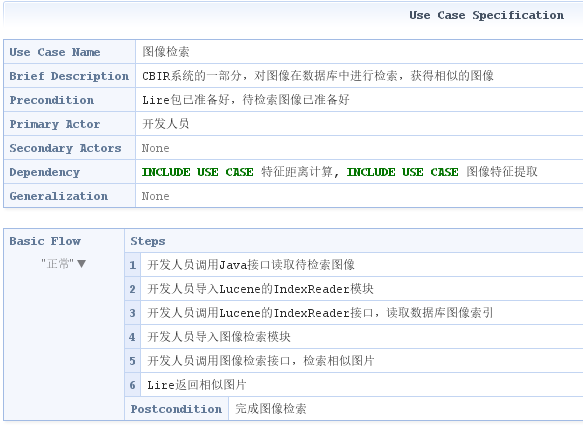 Use Case Specification
Use Case Name 图像检索
Brief Description CBIR系统的一部分，对图像在数据库中进行检索，获得相似的图像
Precondition Lire包已准备好，待检索图像已准备好
Primary Actor 开发人员
Secondary Actors None
Dependency INCLUDE USE CASE 特征距离计算, INCLUDE USE CASE 图像特征提取
Generalization None
Basic Flow Steps
"正常" ▼
1 开发人员调用Java接口读取待检索图像
2 开发人员导入Lucene的IndexReader模块
3 开发人员调用Lucene的IndexReader接口，读取数据库图像索引
4 开发人员导入图像检索模块
5 开发人员调用图像检索接口，检索相似图片
6 Lire返回相似图片
Postcondition 完成图像检索